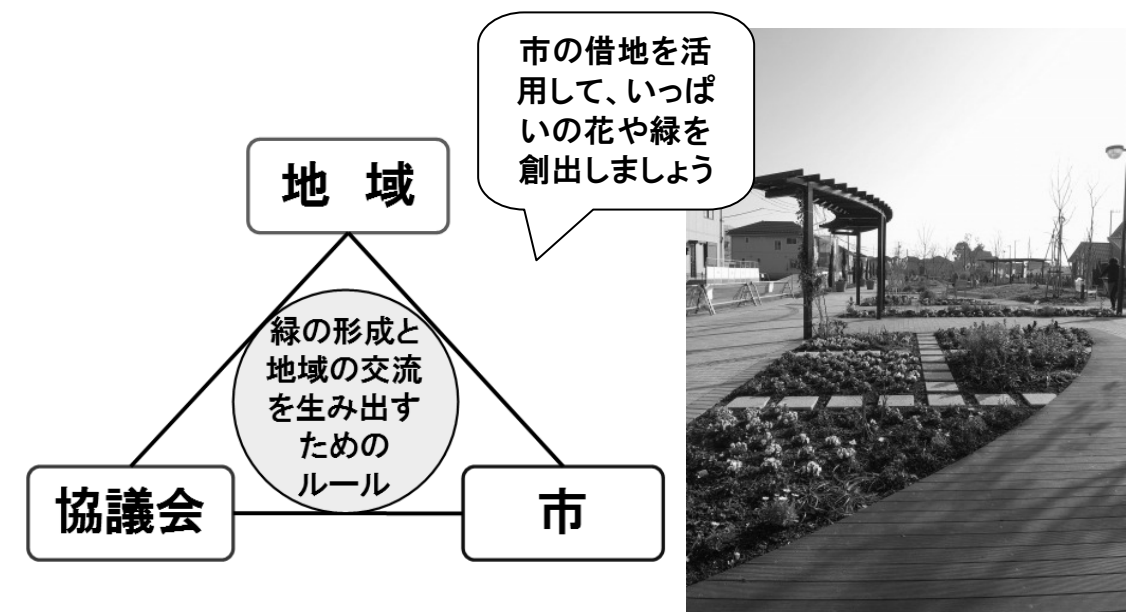 市の借地を活
用して、いっぱ
いの花や緑を
創出しましょう
地　域
緑の形成と
地域の交流
を生み出す
ための
ルール
協議会
市